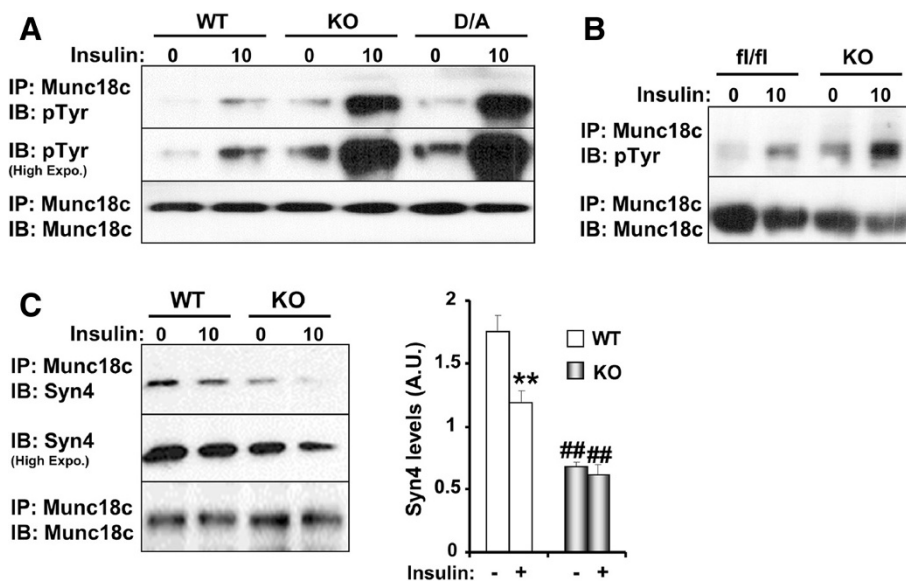 A
WT KO D/A
Insulin: 0 10 0 10 0 10
IP: Munc18c
IB: pTyr
IB: pTyr
(High Expo.)
IP: Munc18c
IB: Munc18c
B
fl/fl KO
Insulin: 0 10 0 10
IP: Munc18c
IB: pTyr
IP: Munc18c
IB: Munc18c
C
WT KO
Insulin: 0 10 0 10
IP: Munc18c
IB: Syn4
IB: Syn4
(High Expo.)
IP: Munc18c
IB: Munc18c
Syn4 levels (A.U.)
2
1.5
1
0.5
0
WT
KO
**
## ##
Insulin: - + - +